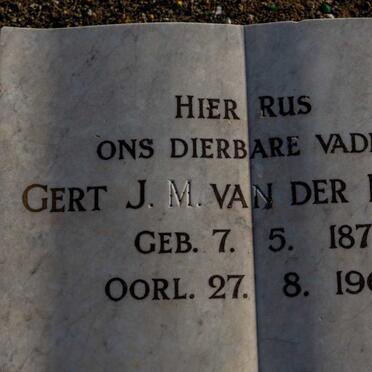 HIER RUS
ONS DIERBARE
GERT J. M. VAN DER
GEB. 7. 5.
OORL. 27. 8.